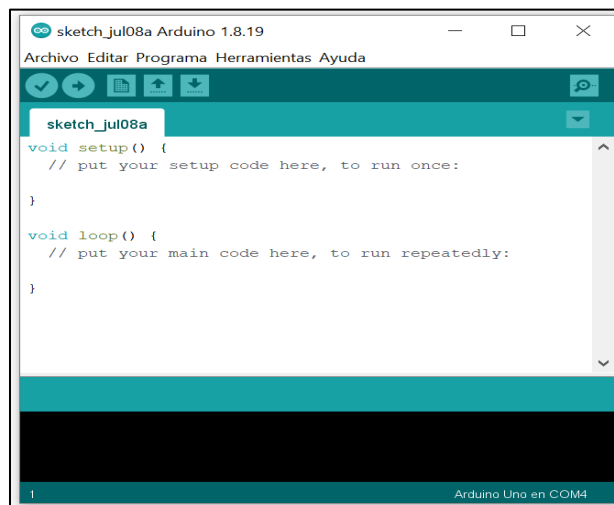 sketch_jul08a Arduino 1.8.19
Archivo Editar Programa Herramientas Ayuda
sketch_jul08a
void setup() {
// put your setup code here, to run once:
}
void loop() {
// put your main code here, to run repeatedly:
}
1
Arduino Uno en COM4